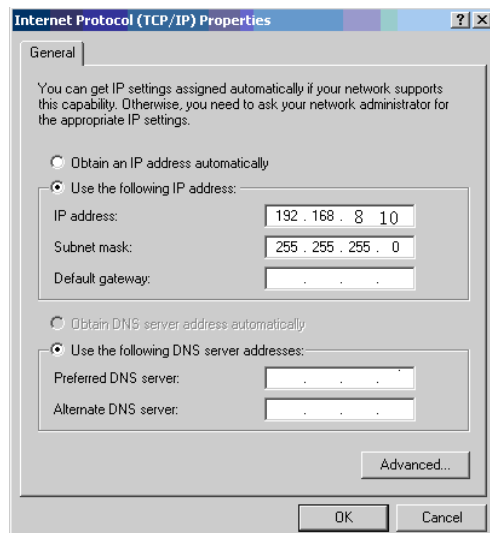 Internet Protocol (TCP/IP) Properties ? X
General
You can get IP settings assigned automatically if your network supports
this capability. Otherwise, you need to ask your network administrator for
the appropriate IP settings.
Obtain an IP address automatically
Use the following IP address:
IP address: 192 . 168 . 8 10
Subnet mask: 255 . 255 . 255 . 0
Default gateway: . . .
Obtain DNS server address automatically
Use the following DNS server addresses:
Preferred DNS server: . . .
Alternate DNS server: . . .
Advanced...
OK Cancel